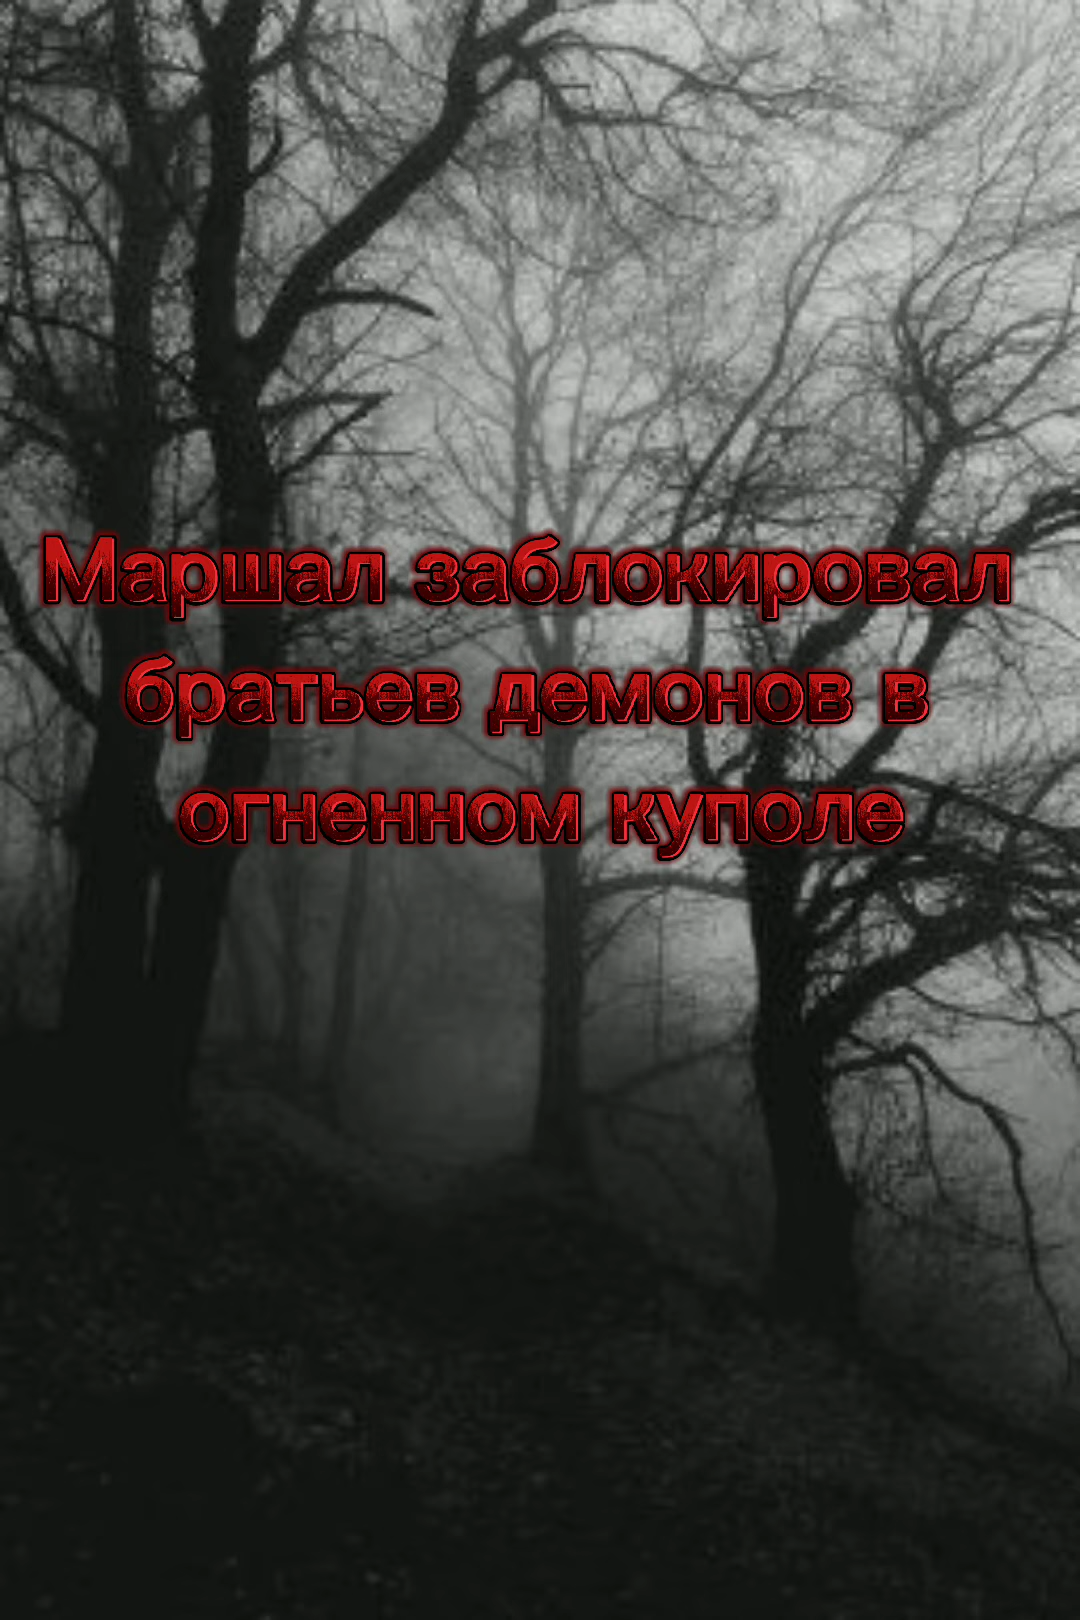 Маршал заблокировал
братьев демонов в
огненном куполе